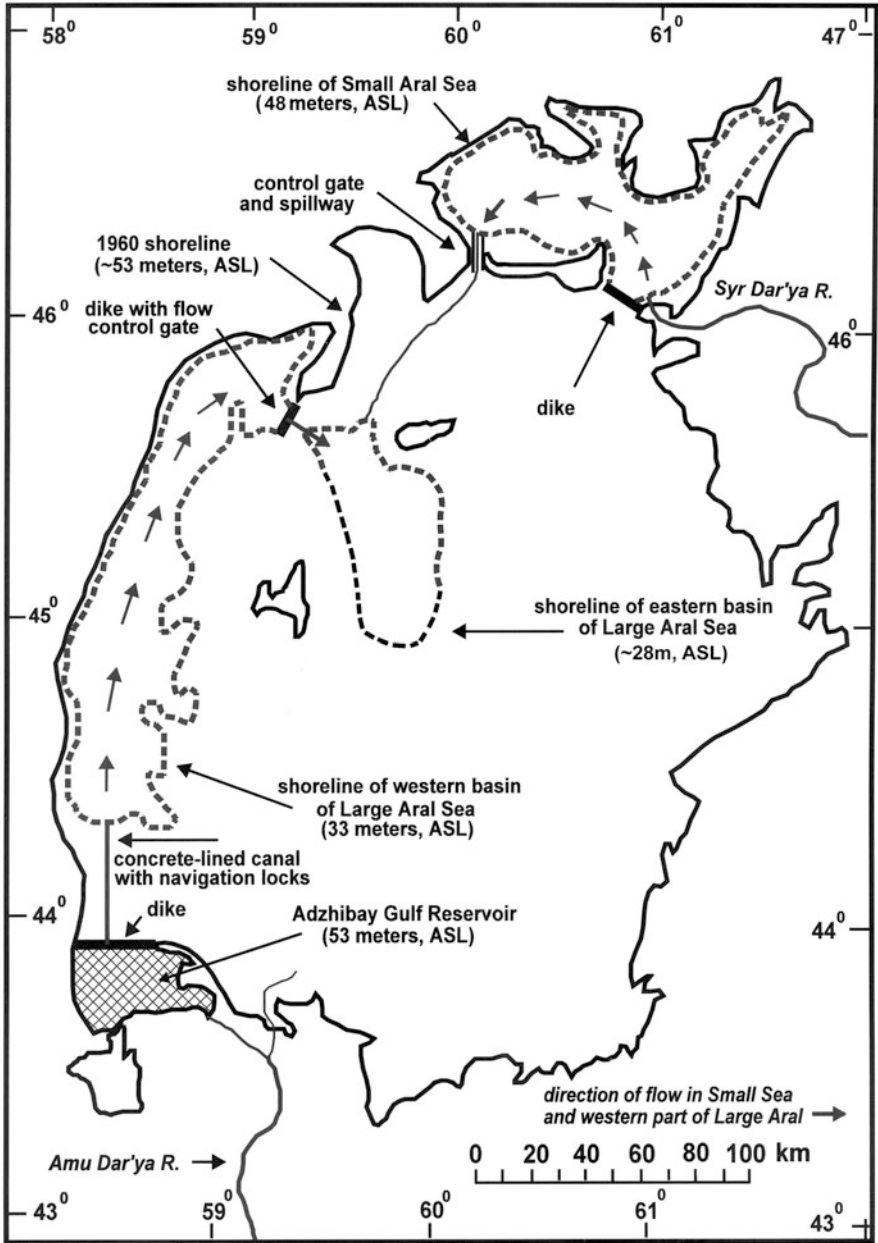 58⁰
59⁰
60⁰
61⁰
47⁰
shoreline of Small Aral Sea
(48 meters, ASL)
control gate
and spillway
1960 shoreline
(~53 meters, ASL)
dike with flow
control gate
46⁰
Syr Dar'ya R.
46⁰
dike
45⁰
shoreline of eastern basin
of Large Aral Sea
(~28m, ASL)
shoreline of western basin
of Large Aral Sea
(33 meters, ASL)
concrete-lined canal
with navigation locks
44⁰
dike
Adzhibay Gulf Reservoir
(53 meters, ASL)
44⁰
direction of flow in Small Sea
and western part of Large Aral
Amu Dar'ya R.
0 20 40 60 80 100 km
43⁰
59⁰
60⁰
61⁰
43⁰